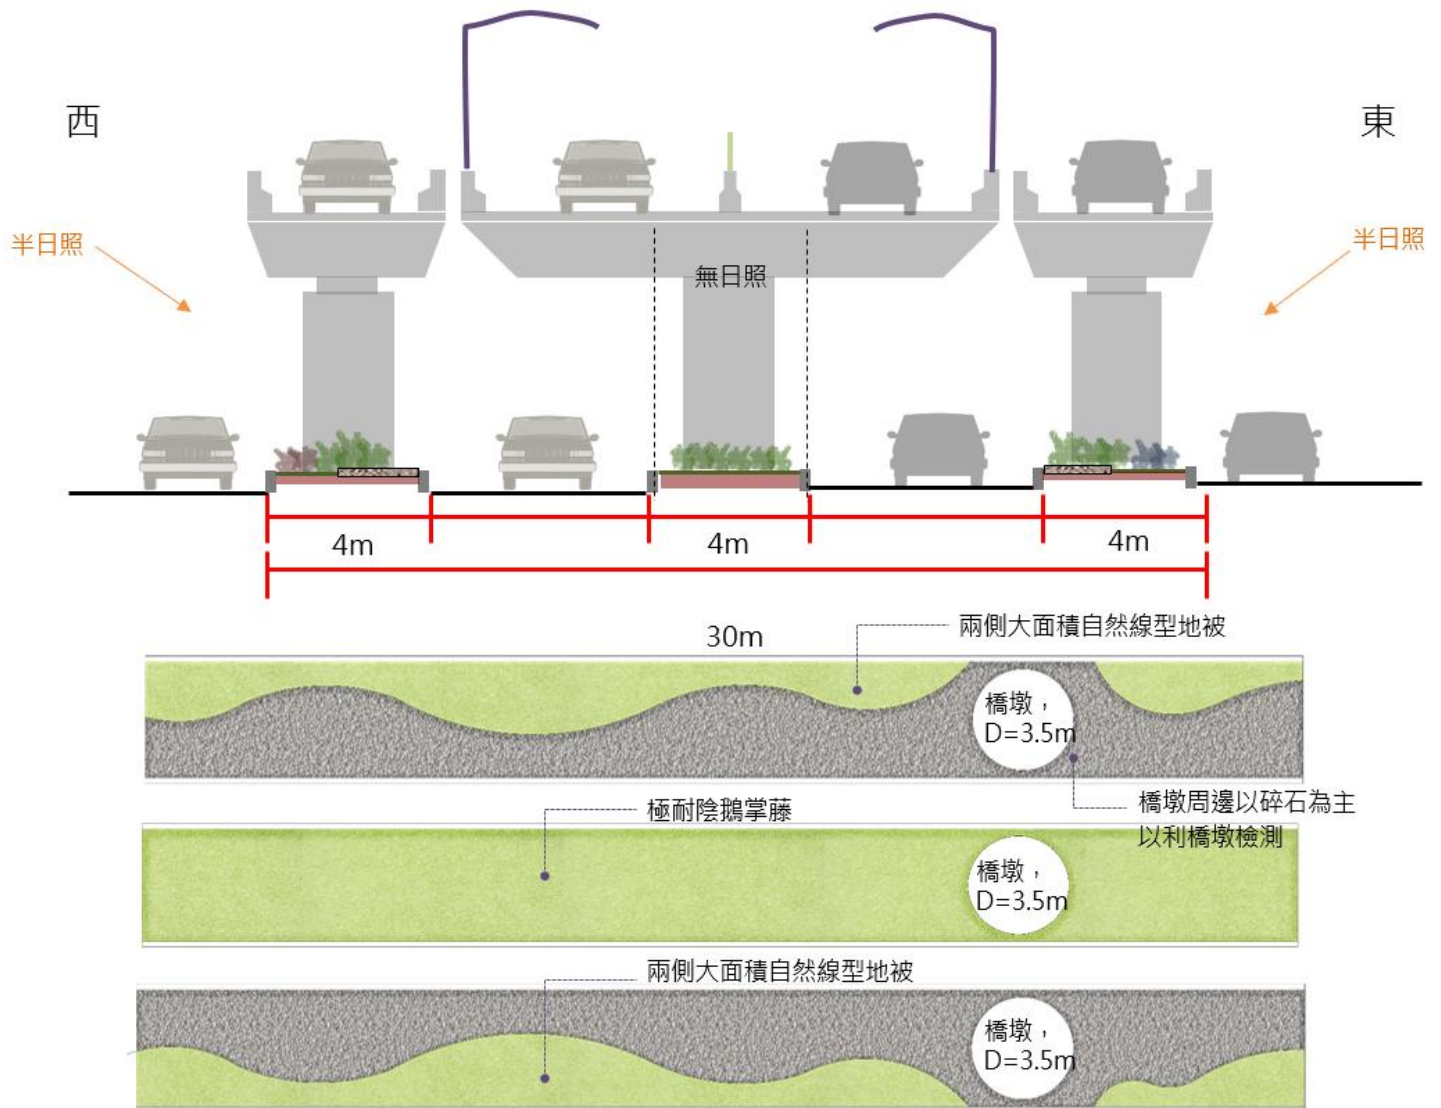 西
東
半日照
半日照
無日照
4m
4m
4m
30m
兩側大面積自然線型地被
橋墩，
D=3.5m
橋墩周邊以碎石為主
以利橋墩檢測
極耐陰鵝掌藤
橋墩，
D=3.5m
兩側大面積自然線型地被
橋墩，
D=3.5m